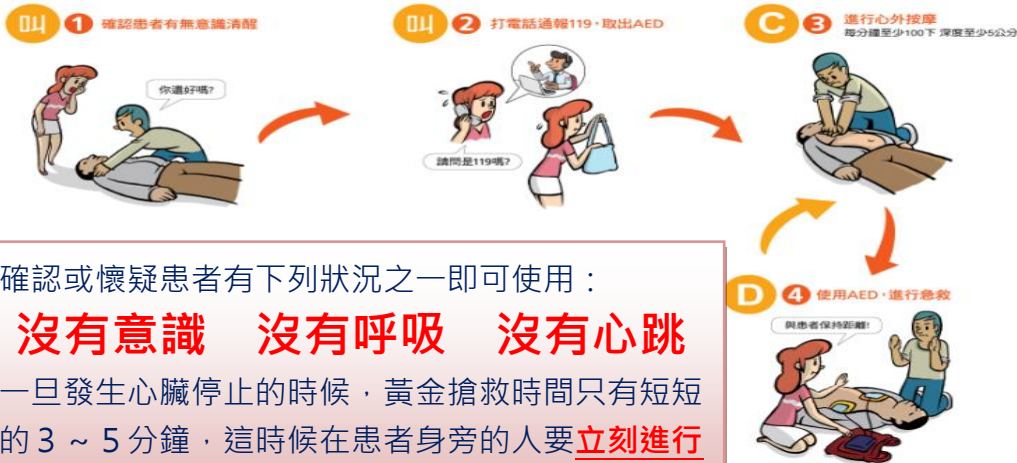 叫 1 確認患者有無意識清醒
你還好嗎?
叫 2 打電話通報119，取出AED
請問是119嗎?
C 3 進行心外按摩
每分鐘至少100下 深度至少5公分
D 4 使用AED，進行急救
與患者保持距離!
確認或懷疑患者有下列狀況之一即可使用：
沒有意識 沒有呼吸 沒有心跳
一旦發生心臟停止的時候，黃金搶救時間只有短短
的３～５分鐘，這時候在患者身旁的人要立刻進行